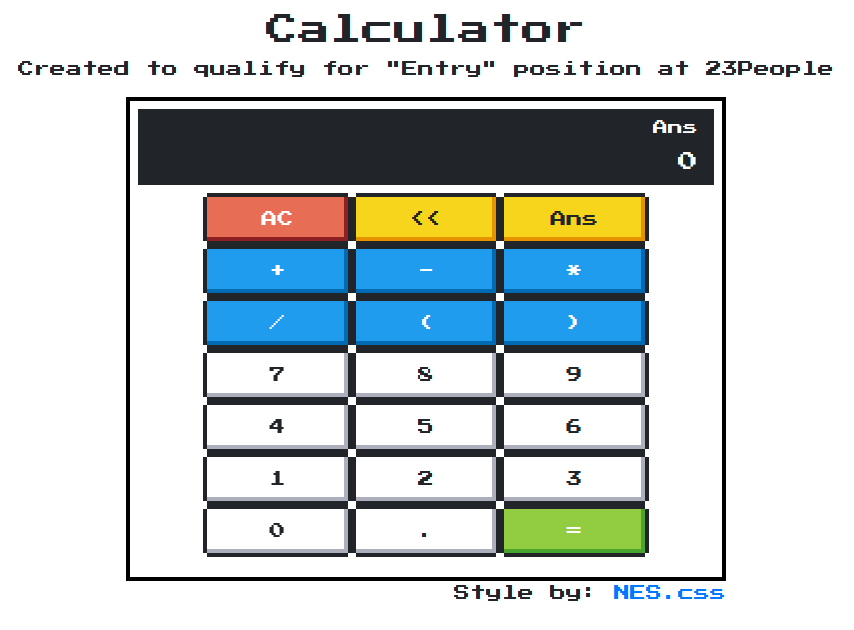 Calculator
Created to qualify for "Entry" position at 23People
Ans
0
AC << Ans
+ - *
/ ( )
7 8 9
4 5 6
1 2 3
0 . =
Style by: NES.css